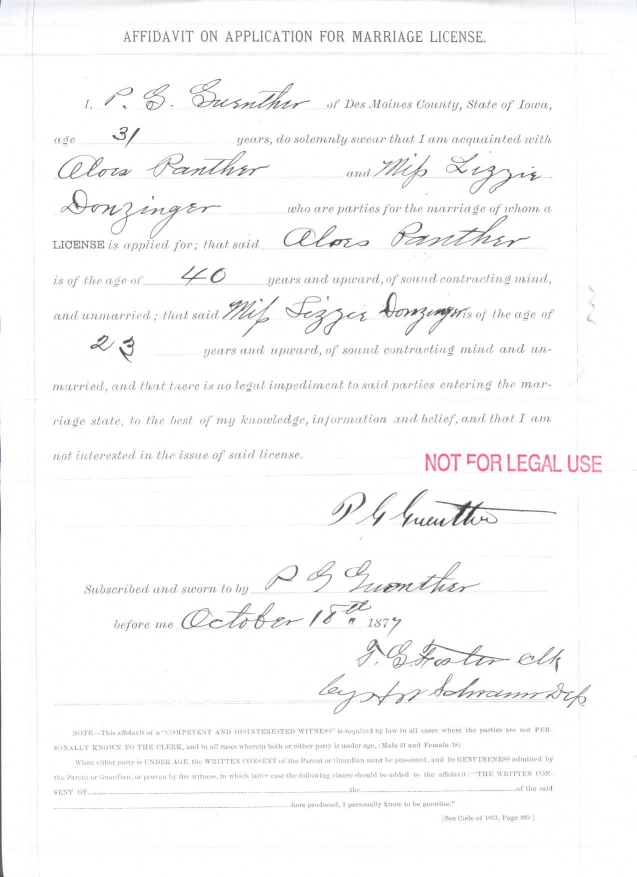 AFFIDAVIT ON APPLICATION FOR MARRIAGE LICENSE.
I, P. G. Guenther of Des Moines County, State of Iowa,
age 31 years, do solemnly swear that I am acquainted with
Aloes Panther and Miss Lizzie
Donzinger who are parties for the marriage of whom a
LICENSE is applied for; that said Aloes Panther
is of the age of 40 years and upward, of sound contracting mind,
and unmarried; that said Miss Lizzie Donzinger is of the age of
23 years and upward, of sound contracting mind and un-
married, and that there is no legal impediment to said parties entering the mar-
riage state, to the best of my knowledge, information and belief, and that I am
not interested in the issue of said license.
NOT FOR LEGAL USE
P G Guenther
Subscribed and sworn to by P G Guenther
before me October 18th 1877
T. G. Foster clk
by Schramm Dep
NOTE.—This affidavit of a "COMPETENT AND DISINTERESTED WITNESS" is required by law in all cases where the parties are not PER-
SONALLY KNOWN TO THE CLERK, and in all cases wherein both or either party is under age, (Male 21 and Female 18)
When either party is UNDER AGE, the WRITTEN CONSENT of the Parent or Guardian must be presented, and its GENUINENESS admitted by
the Parent or Guardian, or proven by the witness, in which latter case the following clause should be added to the affidavit: "THE WRITTEN CON-
SENT OF the of the said
here produced, I personally know to be genuine."
[See Code of 1873, Page ]